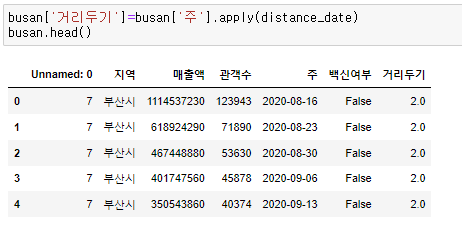 busan['거리두기']=busan['주'].apply(distance_date)
busan.head()
Unnamed: 0 지역 매출액 관객수 주 백신여부 거리두기
0 7 부산시 1114537230 123943 2020-08-16 False 2.0
1 7 부산시 618924290 71890 2020-08-23 False 2.0
2 7 부산시 467448880 53630 2020-08-30 False 2.0
3 7 부산시 401747560 45878 2020-09-06 False 2.0
4 7 부산시 350543860 40374 2020-09-13 False 2.0